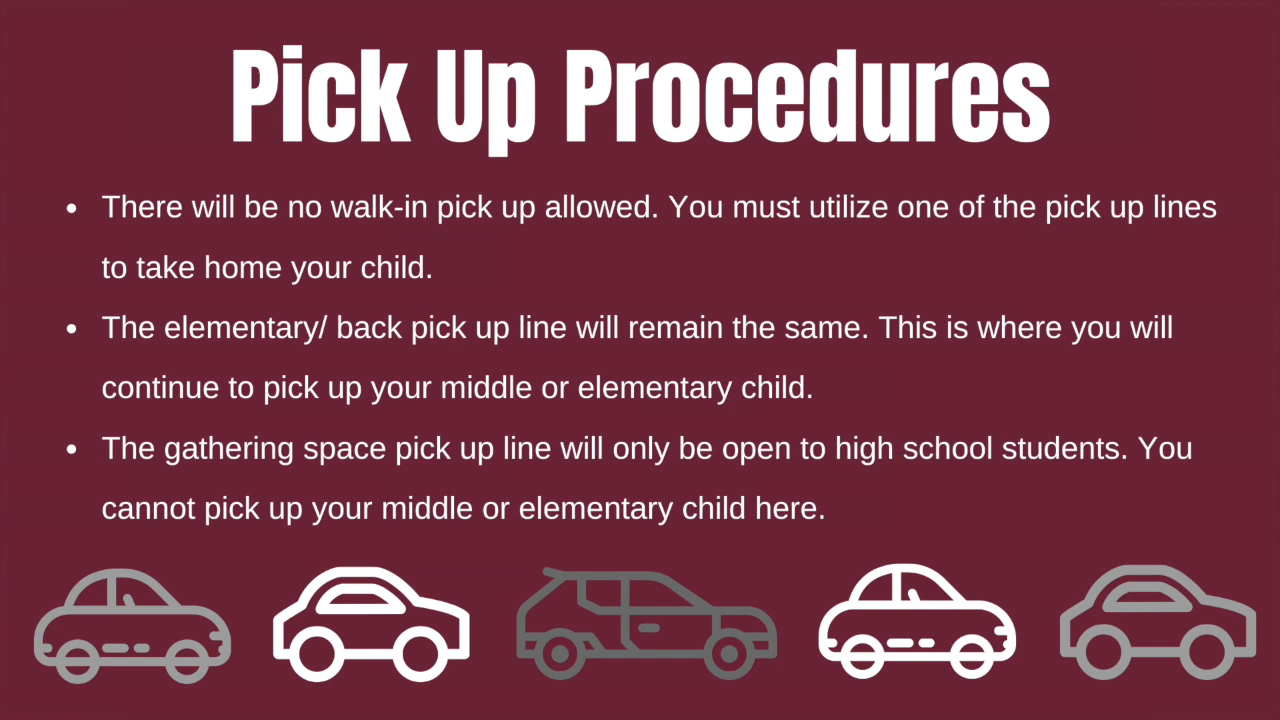 Pick Up Procedures
• There will be no walk-in pick up allowed. You must utilize one of the pick up lines
to take home your child.
• The elementary/ back pick up line will remain the same. This is where you will
continue to pick up your middle or elementary child.
• The gathering space pick up line will only be open to high school students. You
cannot pick up your middle or elementary child here.